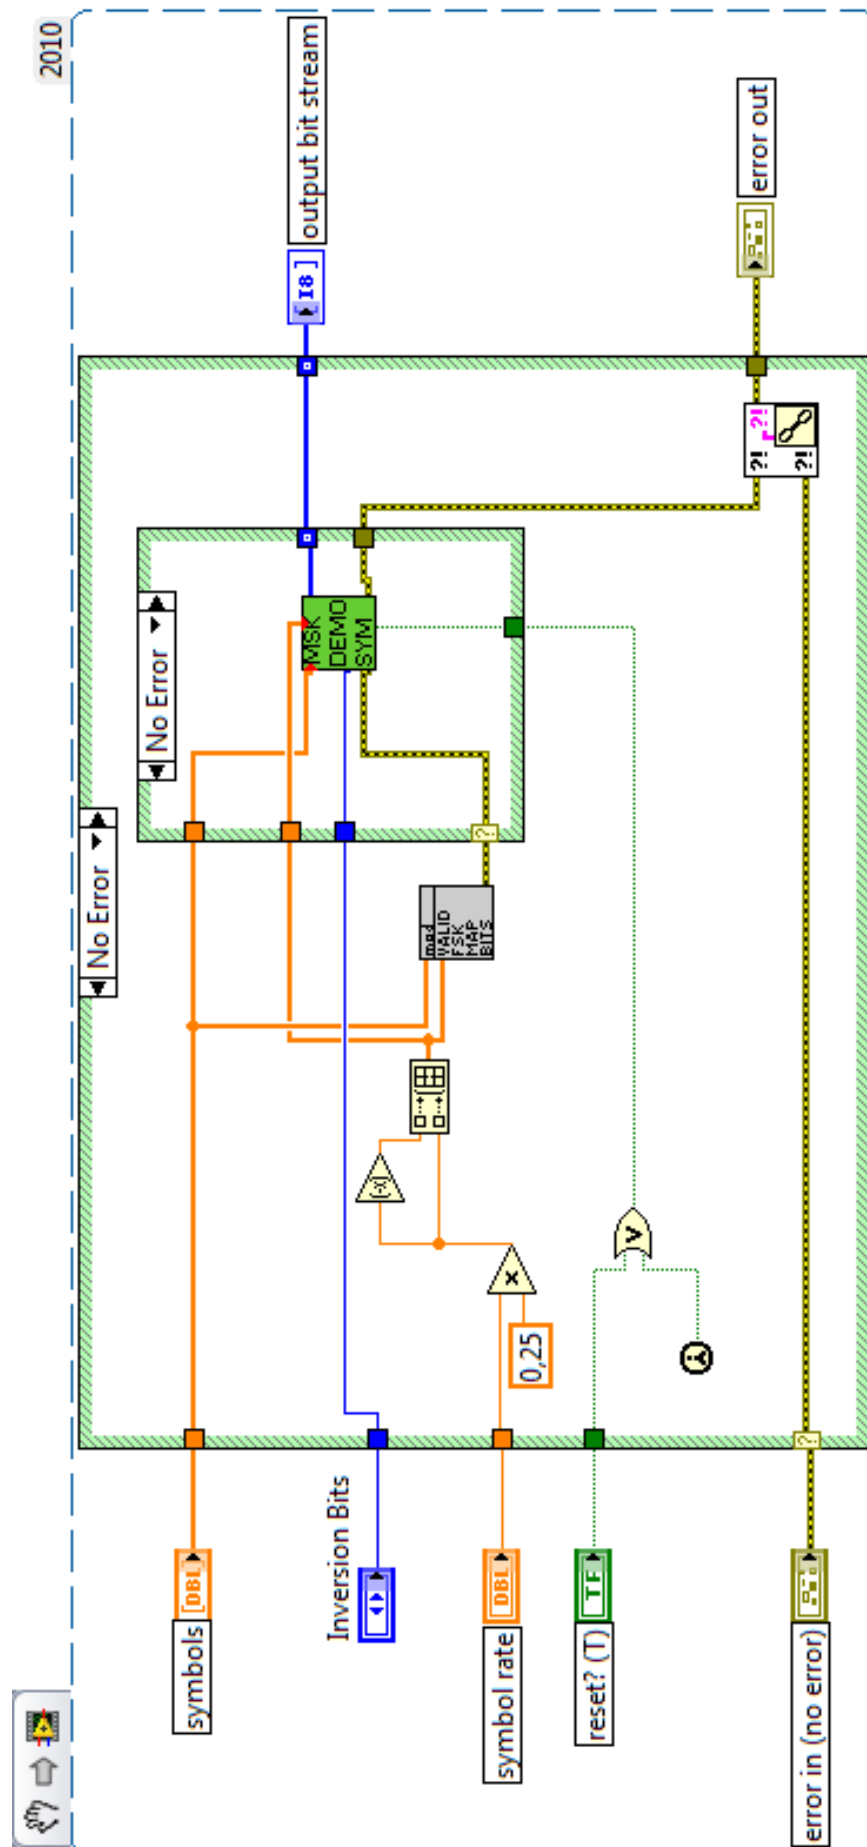 2010
No Error
No Error
symbols
[DBL]
Inversion Bits
symbol rate
DBL
0,25
x
[-x]
reset? (T)
TF
V
error in (no error)
mod
VALID
FSK
MAP
BITS
MSK
DEMO
SYM
?
?
[I8]
output bit stream
?!
?!
?!
error out